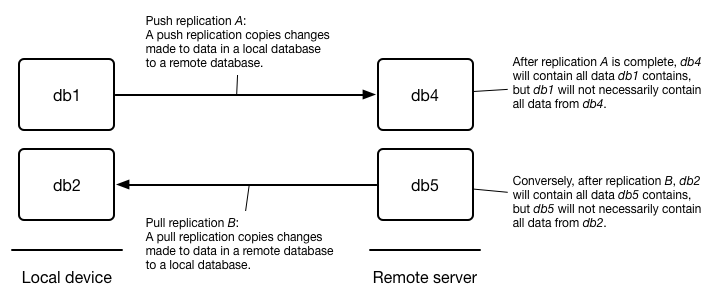 Push replication A:
A push replication copies changes
made to data in a local database
to a remote database.
db1
db4
After replication A is complete, db4
will contain all data db1 contains,
but db1 will not necessarily contain
all data from db4.
db2
db5
Conversely, after replication B, db2
will contain all data db5 contains,
but db5 will not necessarily contain
all data from db2.
Pull replication B:
A pull replication copies changes
made to data in a remote database
to a local database.
Local device
Remote server